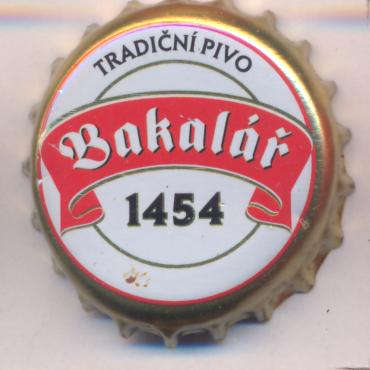 TRADIČNÍ PIVO
Bakalář
1454